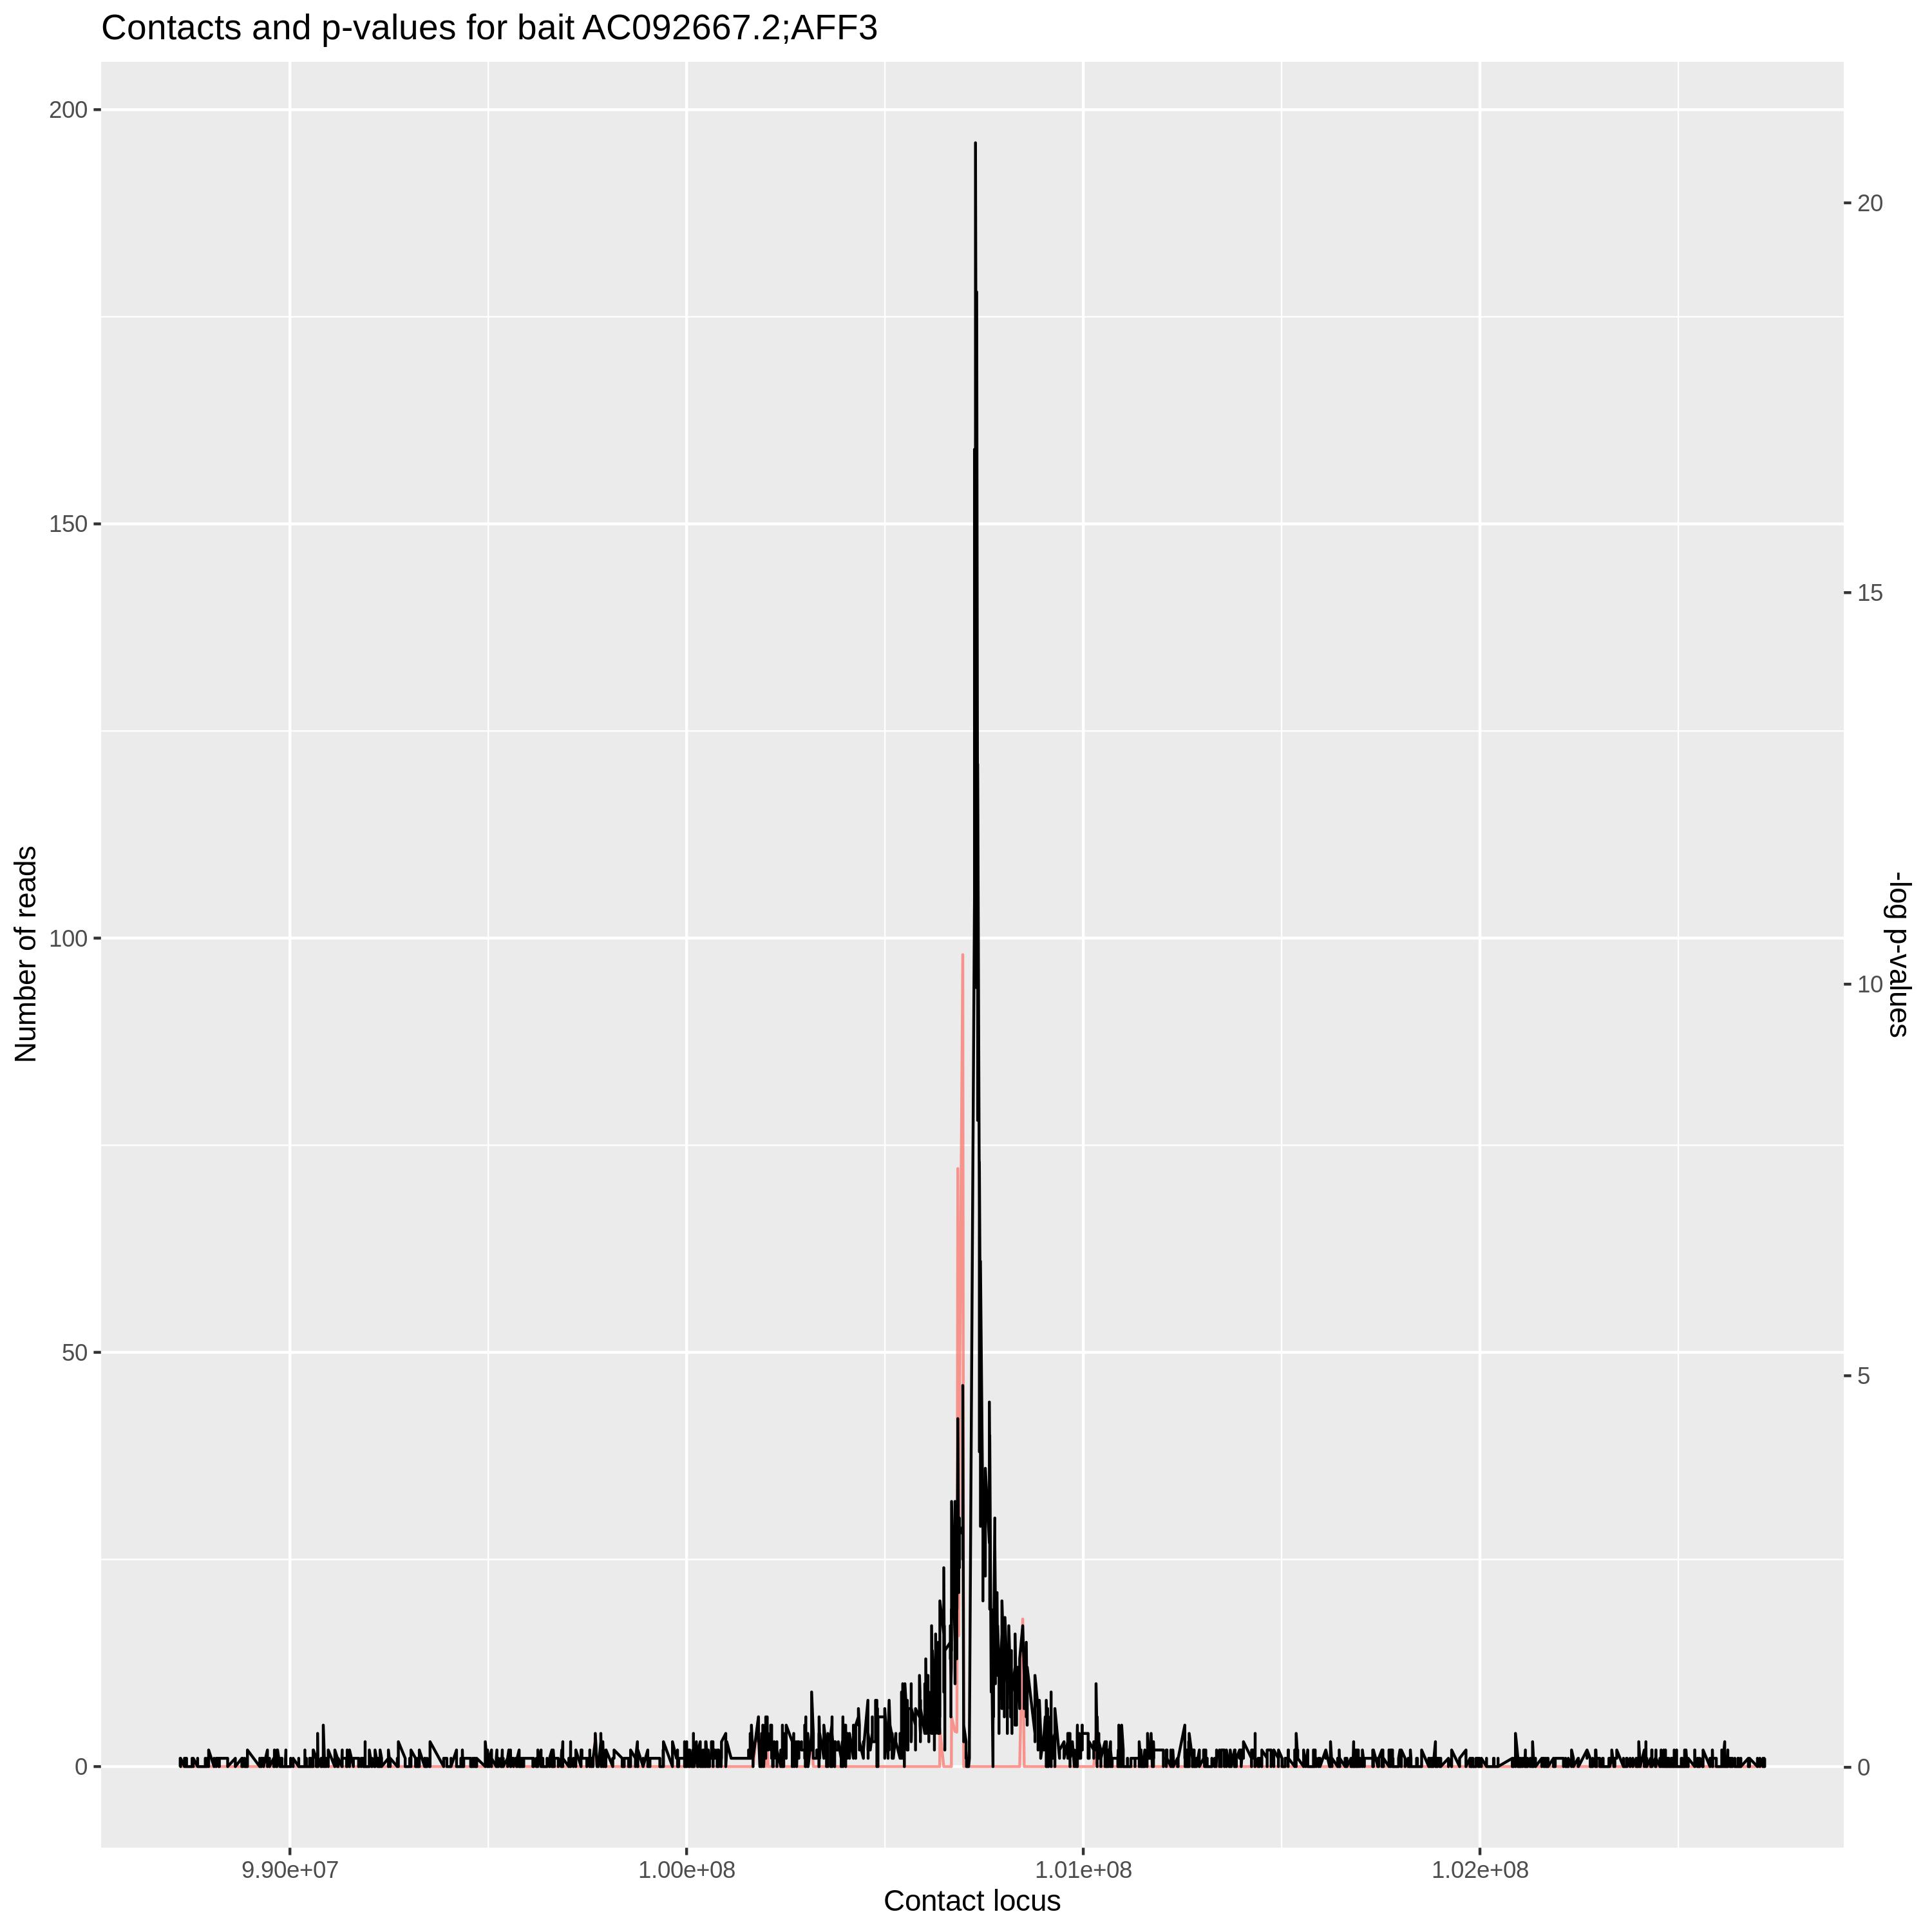 Contacts and p-values for bait AC092667.2;AFF3
200
150
100
50
0
Number of reads
20
15
10
5
0
-log p-values
9.90e+07
1.00e+08
1.01e+08
1.02e+08
Contact locus